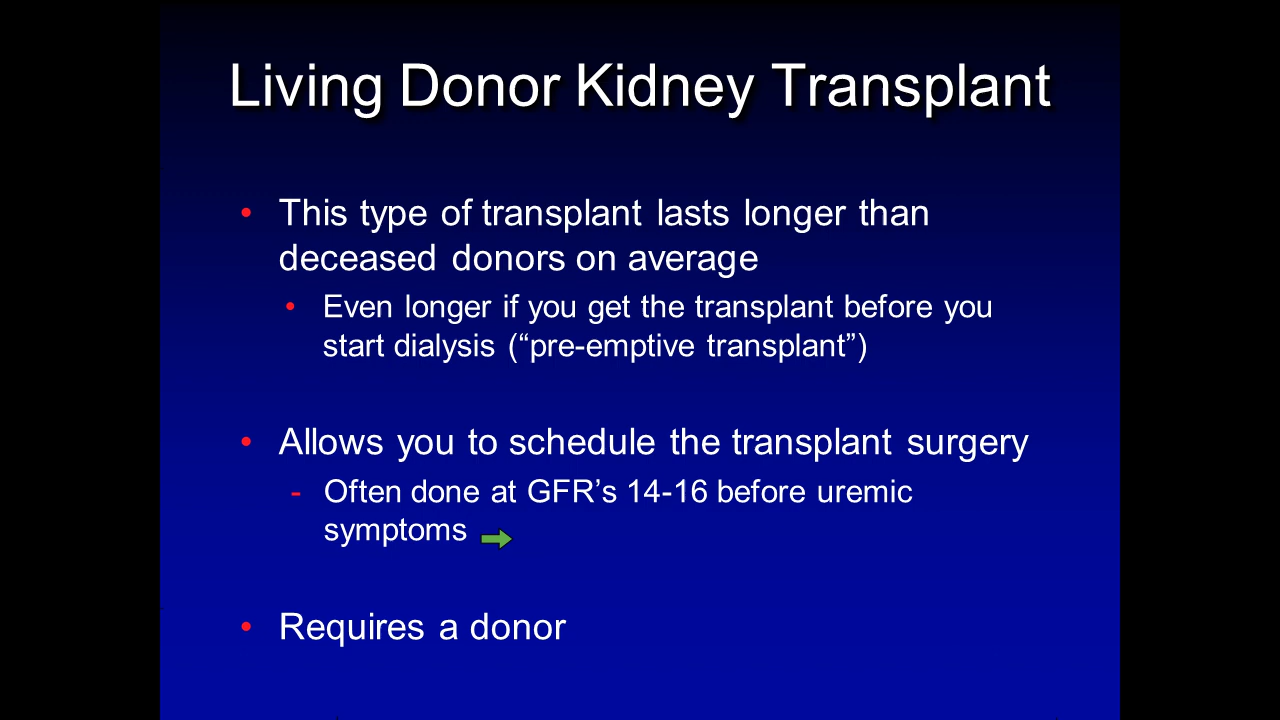 Living Donor Kidney Transplant
• This type of transplant lasts longer than
deceased donors on average
• Even longer if you get the transplant before you
start dialysis (“pre-emptive transplant”)
• Allows you to schedule the transplant surgery
- Often done at GFR’s 14-16 before uremic
symptoms
• Requires a donor